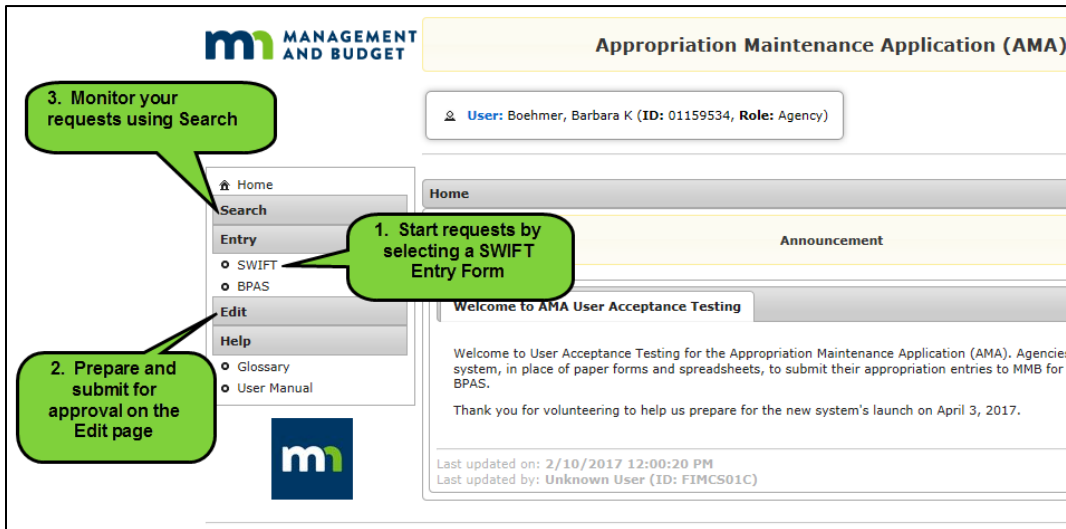 MANAGEMENT
AND BUDGET
Appropriation Maintenance Application (AMA)
3. Monitor your
requests using Search
User: Boehmer, Barbara K (ID: 01159534, Role: Agency)
Home
Search
Entry
SWIFT
BPAS
Edit
Help
Glossary
User Manual
1. Start requests by
selecting a SWIFT
Entry Form
2. Prepare and
submit for
approval on the
Edit page
Home
Announcement
Welcome to AMA User Acceptance Testing
Welcome to User Acceptance Testing for the Appropriation Maintenance Application (AMA). Agencies
system, in place of paper forms and spreadsheets, to submit their appropriation entries to MMB for
BPAS.
Thank you for volunteering to help us prepare for the new system's launch on April 3, 2017.
Last updated on: 2/10/2017 12:00:20 PM
Last updated by: Unknown User (ID: FIMCS01C)
mn